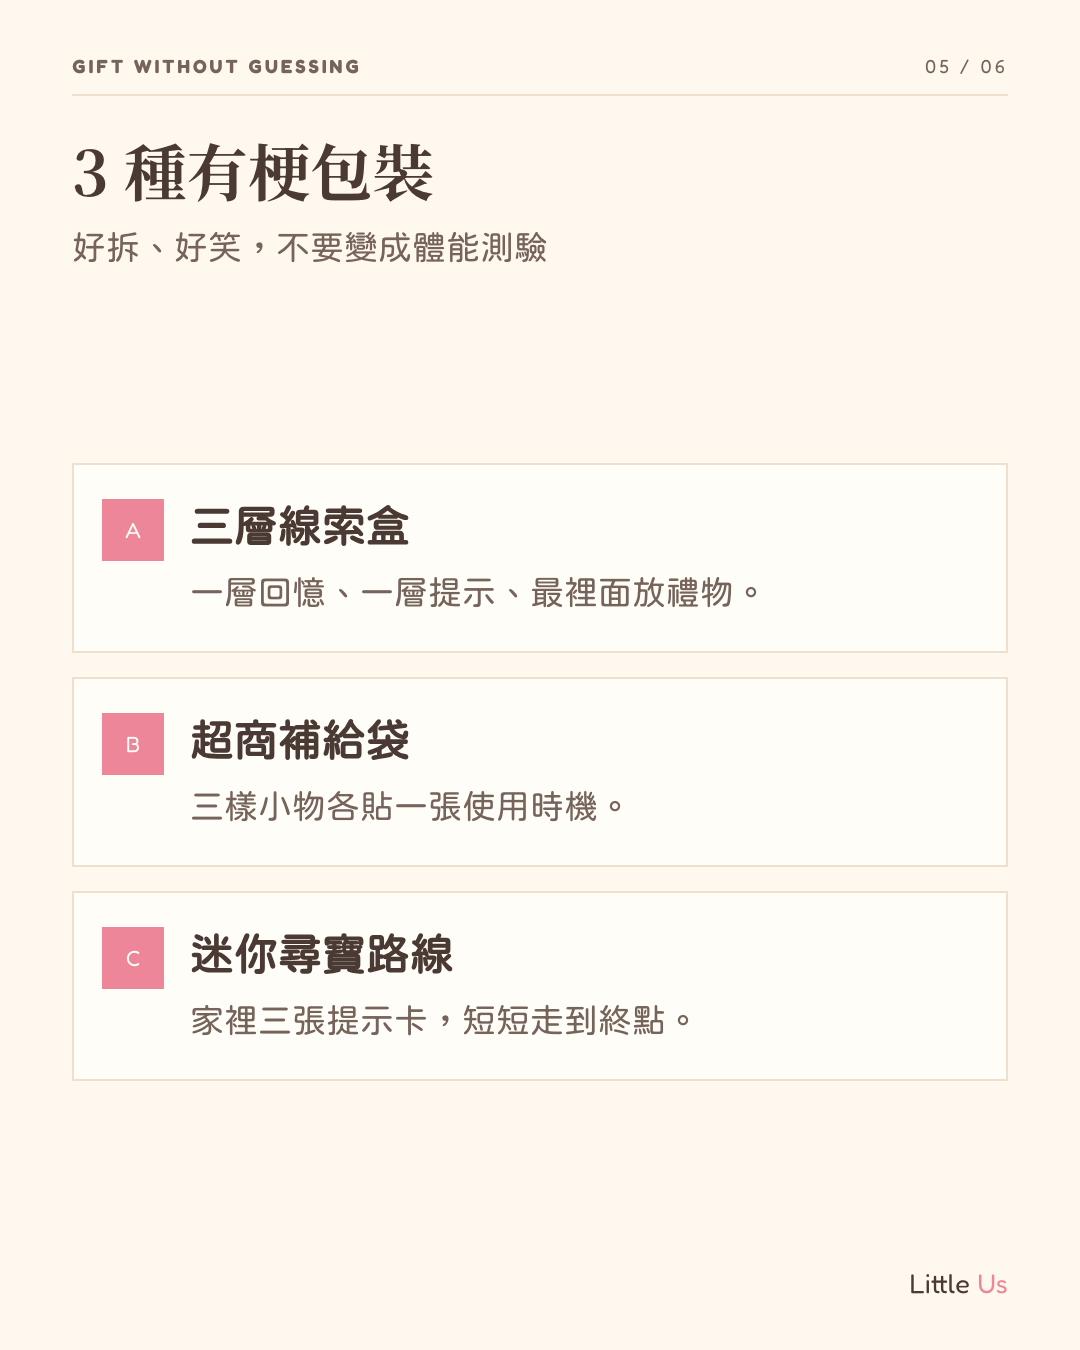 GIFT WITHOUT GUESSING
05 / 06
3 種有梗包裝
好拆、好笑，不要變成體能測驗
A
三層線索盒
一層回憶、一層提示、最裡面放禮物。
B
超商補給袋
三樣小物各貼一張使用時機。
C
迷你尋寶路線
家裡三張提示卡，短短走到終點。
Little Us